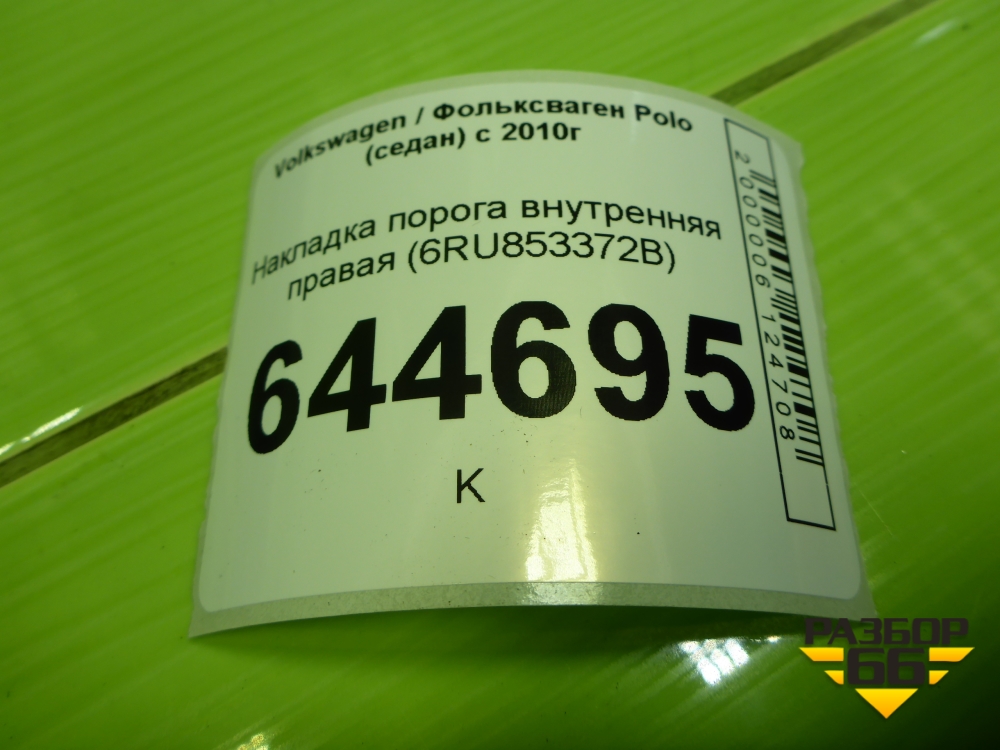 Volkswagen / Фольксваген Polo
(седан) с 2010г
Накладка порога внутренняя
правая (6RU853372B)
644695
К
2000006124708
РАЗБОР
66